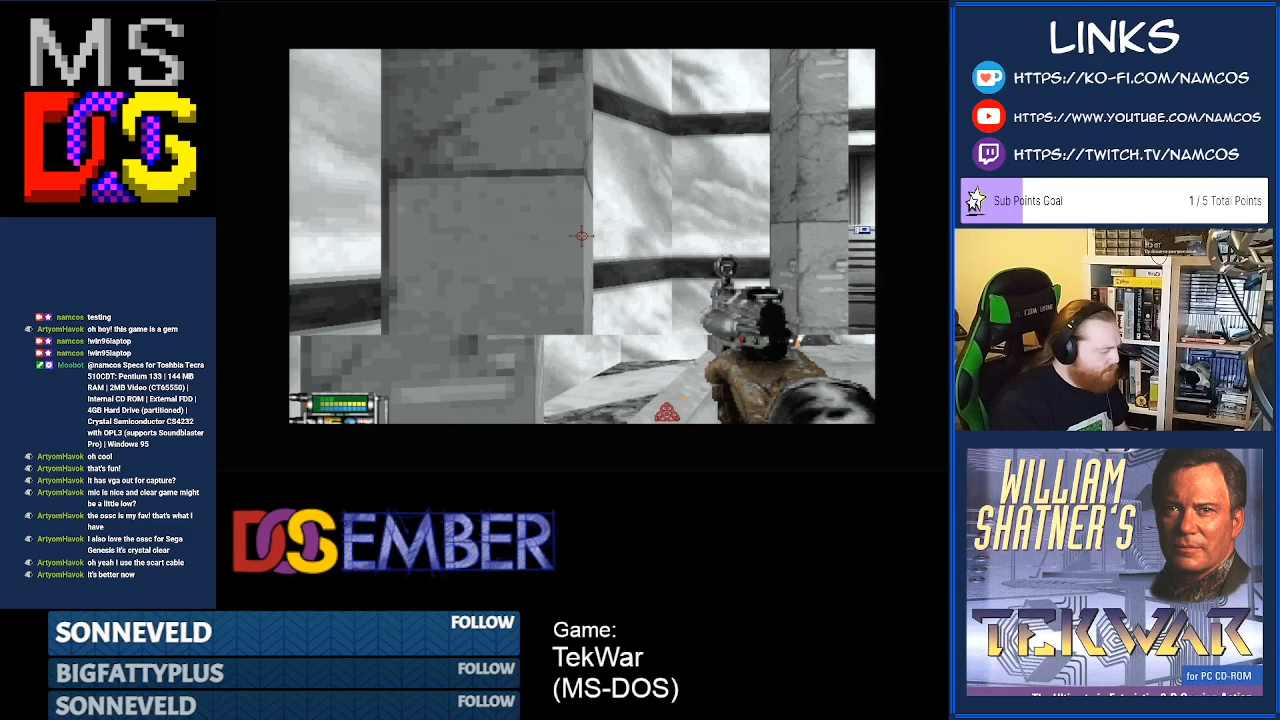 MS
DOS
namcos testing
ArtyomHavok oh boy! this game is a gem
namcos !win96laptop
namcos !win95laptop
Moobot @namcos Specs for Toshbia Tecra
510CDT: Pentium 133 | 144 MB
RAM | 2MB Video (CT65550) |
Internal CD ROM | External FDD |
4GB Hard Drive (partitioned) |
Crystal Semiconductor CS4232
with OPL3 (supports Soundblaster
Pro) | Windows 95
ArtyomHavok oh cool
ArtyomHavok that's fun!
ArtyomHavok It has vga out for capture?
ArtyomHavok mic is nice and clear game might
be a little low?
ArtyomHavok the ossc is my fav! that's what I
have
ArtyomHavok I also love the ossc for Sega
Genesis it's crystal clear
ArtyomHavok oh yeah I use the scart cable
ArtyomHavok It's better now
DOSEMBER
SONNEVELD FOLLOW
BIGFATTYPLUS FOLLOW
SONNEVELD FOLLOW
Game:
TekWar
(MS-DOS)
LINKS
HTTPS://KO-FI.COM/NAMCOS
HTTPS://WWW.YOUTUBE.COM/NAMCOS
HTTPS://TWITCH.TV/NAMCOS
Sub Points Goal 1 / 5 Total Points
WILLIAM
SHATNER'S
TEKWAR
for PC CD-ROM